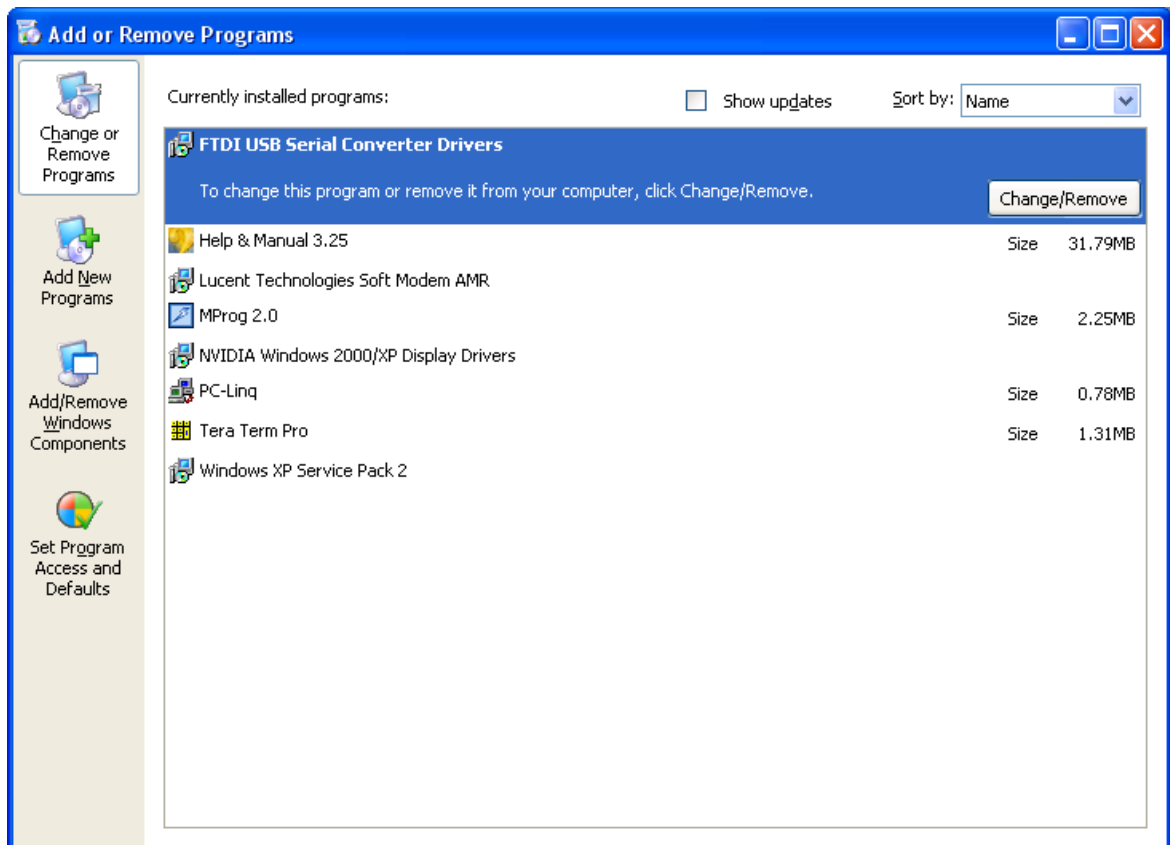 Add or Remove Programs
Change or
Remove
Programs
Add New
Programs
Add/Remove
Windows
Components
Set Program
Access and
Defaults
Currently installed programs:
Show updates
Sort by: Name
FTDI USB Serial Converter Drivers
To change this program or remove it from your computer, click Change/Remove.
Change/Remove
Help & Manual 3.25 Size 31.79MB
Lucent Technologies Soft Modem AMR
MProg 2.0 Size 2.25MB
NVIDIA Windows 2000/XP Display Drivers
PC-Linq Size 0.78MB
Tera Term Pro Size 1.31MB
Windows XP Service Pack 2